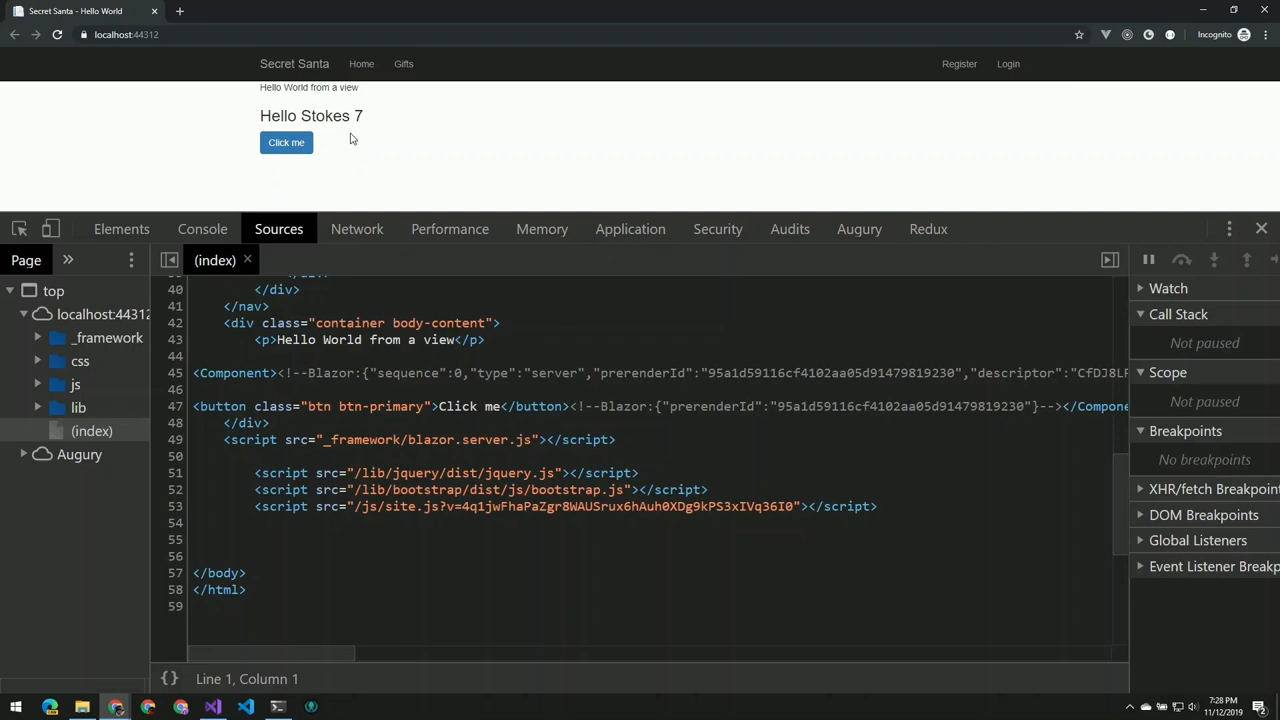 Secret Santa - Hello World
localhost:44312
Incognito
Secret Santa Home Gifts Register Login
Hello World from a view
Hello Stokes 7
Click me
Elements Console Sources Network Performance Memory Application Security Audits Augury Redux
Page
(index)
top
localhost:44312
_framework
css
js
lib
(index)
Augury
40 </div>
41 </nav>
42 <div class="container body-content">
43 <p>Hello World from a view</p>
44
45 <Component><!--Blazor:{"sequence":0,"type":"server","prerenderId":"95a1d59116cf4102aa05d91479819230","descriptor":"CfDJ8LF
46
47 <button class="btn btn-primary">Click me</button><!--Blazor:{"prerenderId":"95a1d59116cf4102aa05d91479819230"}--></Compone
48 </div>
49 <script src="_framework/blazor.server.js"></script>
50
51 <script src="/lib/jquery/dist/jquery.js"></script>
52 <script src="/lib/bootstrap/dist/js/bootstrap.js"></script>
53 <script src="/js/site.js?v=4q1jwFhaPaZgr8WAUSrux6hAuh0XDg9kPS3xIVq36I0"></script>
54
55
56
57 </body>
58 </html>
59
{} Line 1, Column 1
Watch
Call Stack
Not paused
Scope
Not paused
Breakpoints
No breakpoints
XHR/fetch Breakpoin
DOM Breakpoints
Global Listeners
Event Listener Breakp
7:28 PM
11/12/2019
2